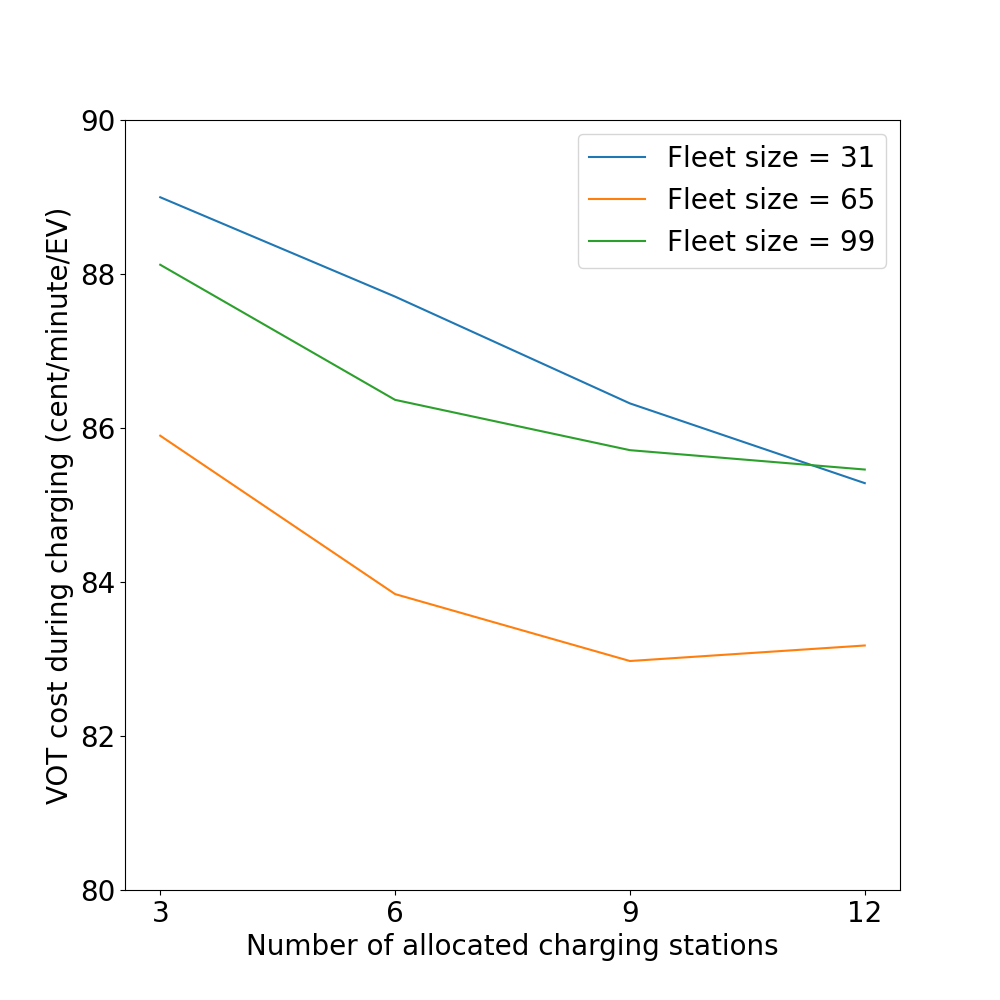 90
88
86
84
82
80
VOT cost during charging (cent/minute/EV)
Fleet size = 31
Fleet size = 65
Fleet size = 99
3 6 9 12
Number of allocated charging stations